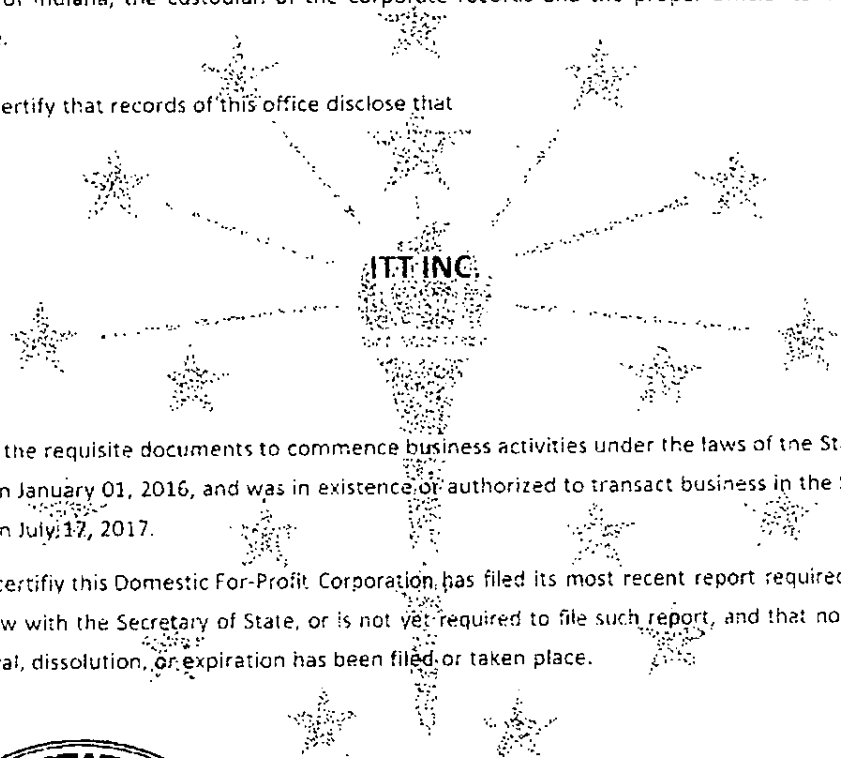 of Indiana, the custodian of the corporate records and the proper official to
e.
ertify that records of this office disclose that
ITT INC.
the requisite documents to commence business activities under the laws of the St
n January 01, 2016, and was in existence or authorized to transact business in the S
n July 17, 2017.
certifiy this Domestic For-Profit Corporation has filed its most recent report required
w with the Secretary of State, or is not yet required to file such report, and that no
al, dissolution, or expiration has been filed or taken place.